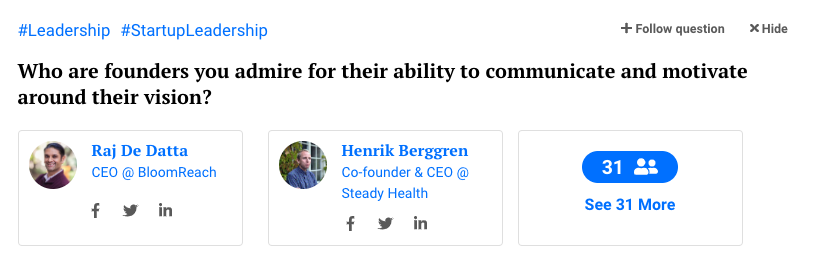 #Leadership #StartupLeadership
+ Follow question
× Hide
Who are founders you admire for their ability to communicate and motivate
around their vision?
Raj De Datta
CEO @ BloomReach
Henrik Berggren
Co-founder & CEO @
Steady Health
31
See 31 More